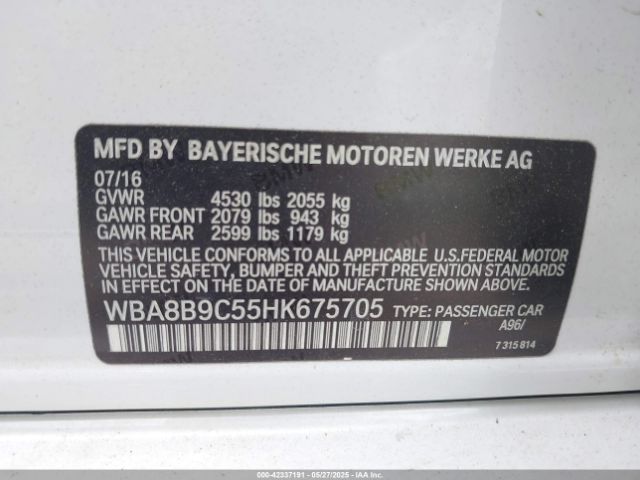 MFD BY BAYERISCHE MOTOREN WERKE AG
07/16
GVWR 4530 lbs 2055 kg
GAWR FRONT 2079 lbs 943 kg
GAWR REAR 2599 lbs 1179 kg
THIS VEHICLE CONFORMS TO ALL APPLICABLE U.S.FEDERAL MOTOR
VEHICLE SAFETY, BUMPER AND THEFT PREVENTION STANDARDS
IN EFFECT ON THE DATE OF MANUFACTURE SHOWN ABOVE.
WBA8B9C55HK675705 TYPE: PASSENGER CAR
A96/
7 315 814
000-42337191 - 05/27/2025 - AUCTION